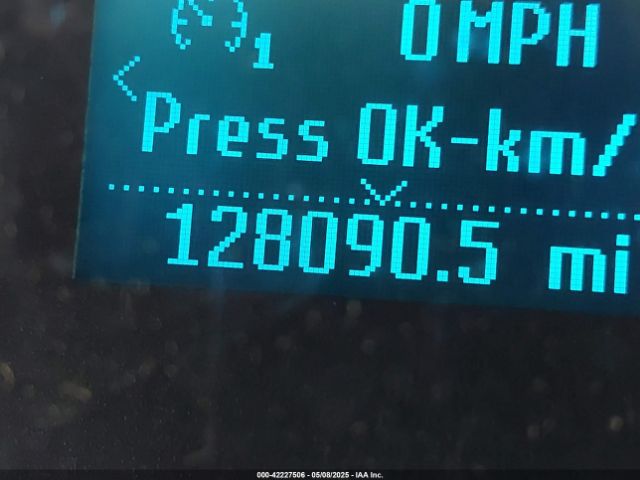 1 0 MPH
Press OK-km/
128090.5 mi
000-42227506 - 05/08/2025 - IAA Inc.